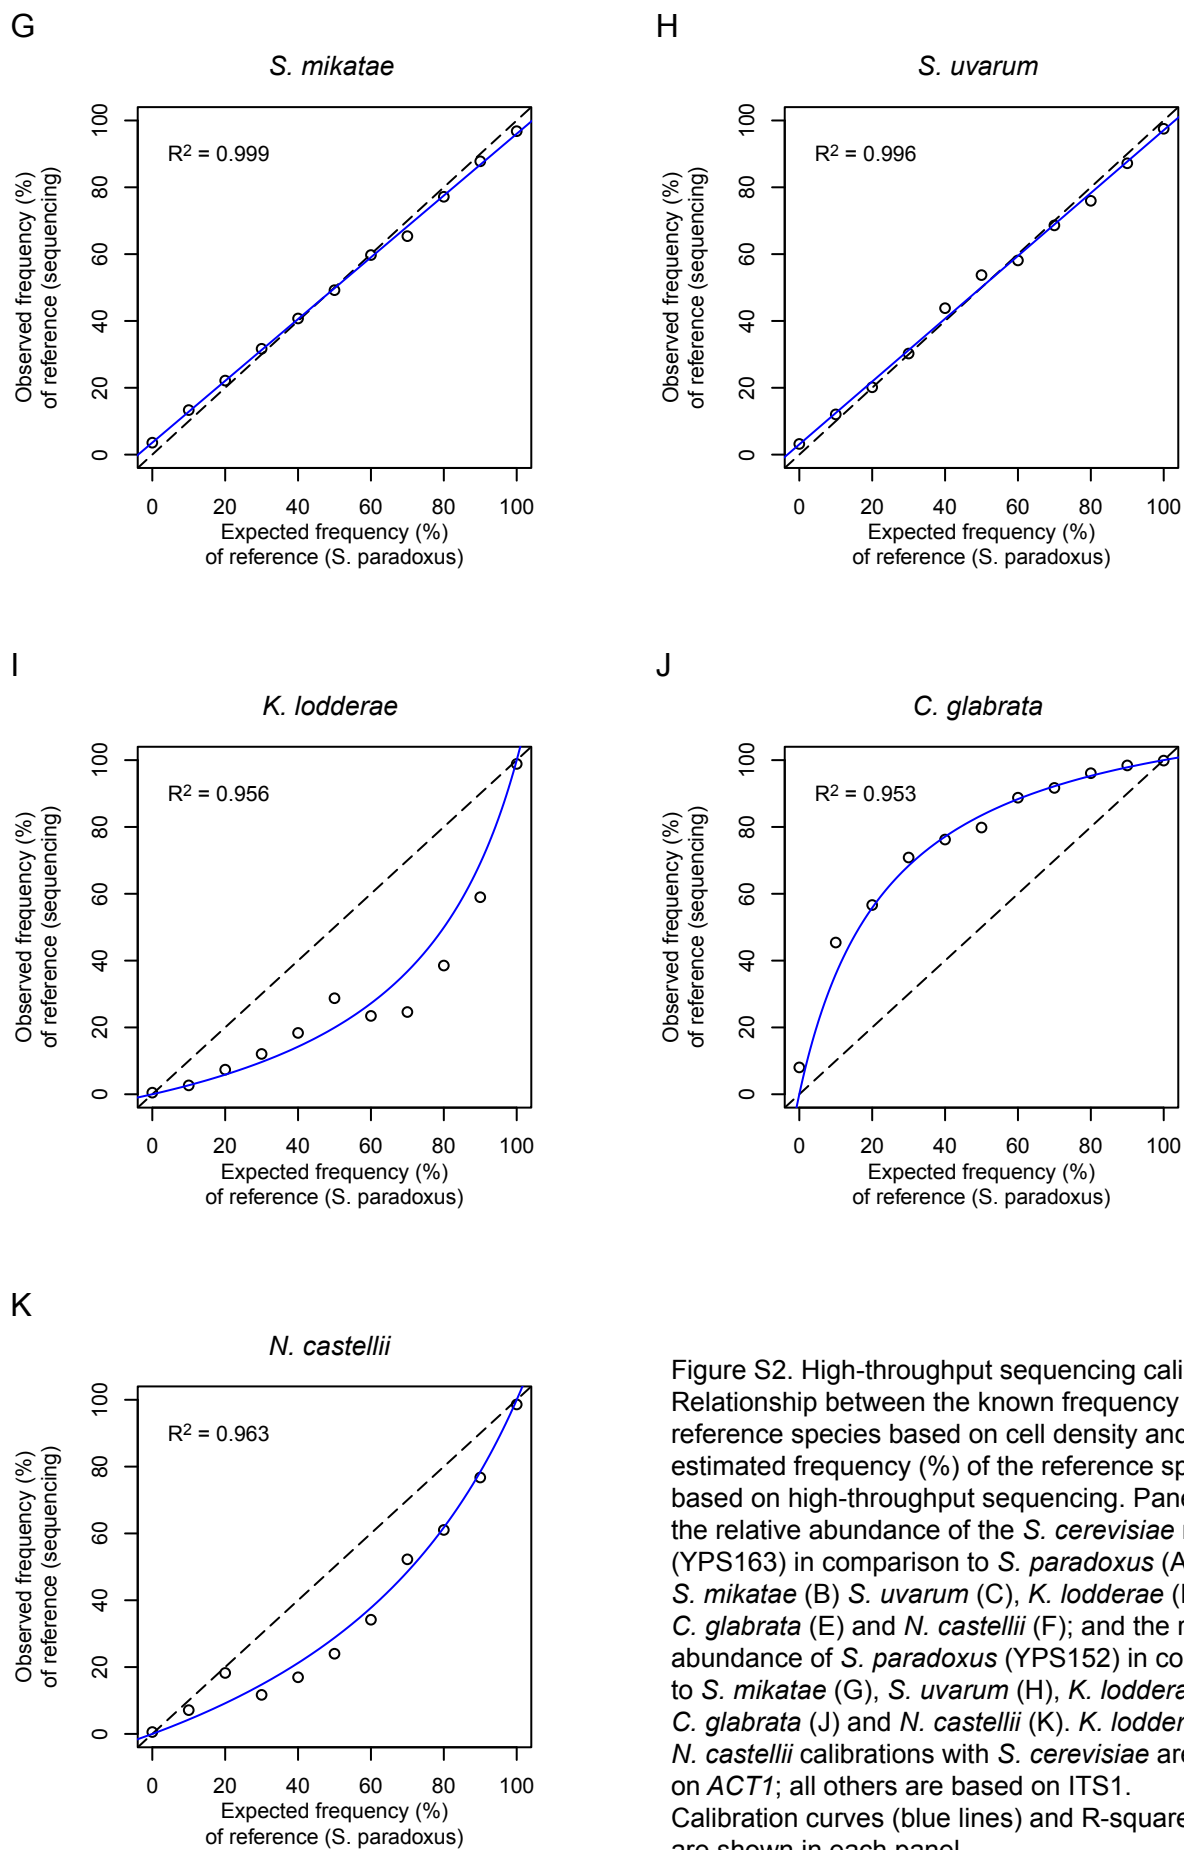 G
S. mikatae
R2 = 0.999
Observed frequency (%)
of reference (sequencing)
0
20
40
60
80
100
0 20 40 60 80 100
Expected frequency (%)
of reference (S. paradoxus)
H
S. uvarum
R2 = 0.996
Observed frequency (%)
of reference (sequencing)
0
20
40
60
80
100
0 20 40 60 80 100
Expected frequency (%)
of reference (S. paradoxus)
I
K. lodderae
R2 = 0.956
Observed frequency (%)
of reference (sequencing)
0
20
40
60
80
100
0 20 40 60 80 100
Expected frequency (%)
of reference (S. paradoxus)
J
C. glabrata
R2 = 0.953
Observed frequency (%)
of reference (sequencing)
0
20
40
60
80
100
0 20 40 60 80 100
Expected frequency (%)
of reference (S. paradoxus)
K
N. castellii
R2 = 0.963
Observed frequency (%)
of reference (sequencing)
0
20
40
60
80
100
0 20 40 60 80 100
Expected frequency (%)
of reference (S. paradoxus)
Figure S2. High-throughput sequencing cali
Relationship between the known frequency
reference species based on cell density and
estimated frequency (%) of the reference sp
based on high-throughput sequencing. Pane
the relative abundance of the S. cerevisiae
(YPS163) in comparison to S. paradoxus (A
S. mikatae (B) S. uvarum (C), K. lodderae (
C. glabrata (E) and N. castellii (F); and the
abundance of S. paradoxus (YPS152) in co
to S. mikatae (G), S. uvarum (H), K. lodder
C. glabrata (J) and N. castellii (K). K. lodder
N. castellii calibrations with S. cerevisiae are
on ACT1; all others are based on ITS1.
Calibration curves (blue lines) and R-square
are shown in each panel